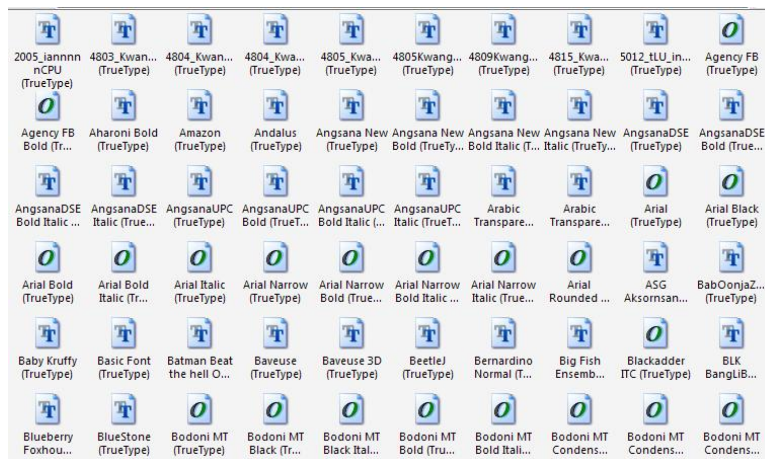 2005_iannnn
nCPU
(TrueType)
4803_Kwan...
(TrueType)
4804_Kwan...
(TrueType)
4804_Kwa...
(TrueType)
4805_Kwa...
(TrueType)
4805Kwang...
(TrueType)
4809Kwang...
(TrueType)
4815_Kwa...
(TrueType)
5012_tLU_in...
(TrueType)
Agency FB
(TrueType)
Agency FB
Bold (Tr...
Aharoni Bold
(TrueType)
Amazon
(TrueType)
Andalus
(TrueType)
Angsana New
(TrueType)
Angsana New
Bold (TrueTy...
Angsana New
Bold Italic (T...
Angsana New
Italic (TrueTy...
AngsanaDSE
(TrueType)
AngsanaDSE
Bold (True...
AngsanaDSE
Bold Italic ...
AngsanaDSE
Italic (True...
AngsanaUPC
(TrueType)
AngsanaUPC
Bold (TrueT...
AngsanaUPC
Bold Italic (...
AngsanaUPC
Italic (TrueT...
Arabic
Transpare...
Arabic
Transpare...
Arial
(TrueType)
Arial Black
(TrueType)
Arial Bold
(TrueType)
Arial Bold
Italic (Tr...
Arial Italic
(TrueType)
Arial Narrow
(TrueType)
Arial Narrow
Bold (True...
Arial Narrow
Bold Italic ...
Arial Narrow
Italic (True...
Arial
Rounded ...
ASG
Aksornsan...
BabOonjaZ...
(TrueType)
Baby Kruffy
(TrueType)
Basic Font
(TrueType)
Batman Beat
the hell O...
Baveuse
(TrueType)
Baveuse 3D
(TrueType)
BeetleJ
(TrueType)
Bernardino
Normal (T...
Big Fish
Ensemb...
Blackadder
ITC (TrueType)
BLK
BangLiB...
Blueberry
Foxhou...
BlueStone
(TrueType)
Bodoni MT
(TrueType)
Bodoni MT
Black (Tr...
Bodoni MT
Black Ital...
Bodoni MT
Bold (Tru...
Bodoni MT
Bold Itali...
Bodoni MT
Condens...
Bodoni MT
Condens...
Bodoni MT
Condens...